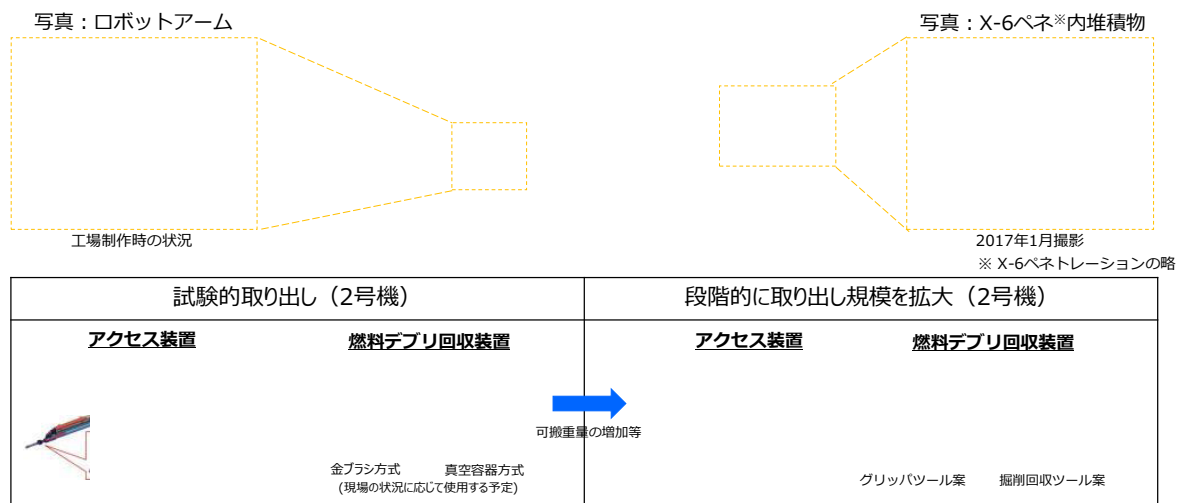 写真：ロボットアーム
写真：X-6ペネ※内堆積物
工場制作時の状況
2017年1月撮影
※ X-6ペネトレーションの略
試験的取り出し（2号機）
段階的に取り出し規模を拡大（2号機）
アクセス装置
燃料デブリ回収装置
アクセス装置
燃料デブリ回収装置
可搬重量の増加等
金ブラシ方式
真空容器方式
(現場の状況に応じて使用する予定)
グリッパツール案
掘削回収ツール案